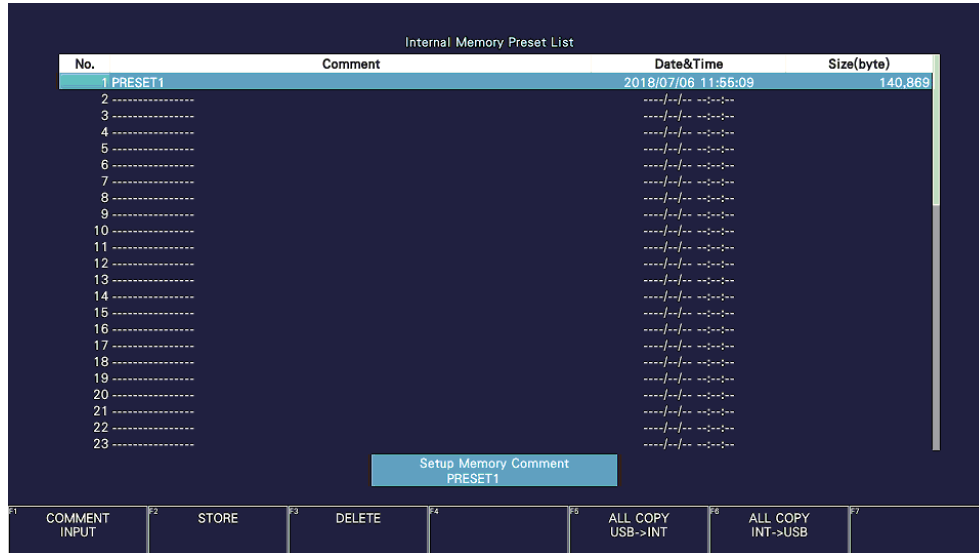 Internal Memory Preset List
No. Comment Date&Time Size(byte)
1 PRESET1 2018/07/06 11:55:09 140,869
2 ---------------- ----/--/-- --:--:--
3 ---------------- ----/--/-- --:--:--
4 ---------------- ----/--/-- --:--:--
5 ---------------- ----/--/-- --:--:--
6 ---------------- ----/--/-- --:--:--
7 ---------------- ----/--/-- --:--:--
8 ---------------- ----/--/-- --:--:--
9 ---------------- ----/--/-- --:--:--
10 ---------------- ----/--/-- --:--:--
11 ---------------- ----/--/-- --:--:--
12 ---------------- ----/--/-- --:--:--
13 ---------------- ----/--/-- --:--:--
14 ---------------- ----/--/-- --:--:--
15 ---------------- ----/--/-- --:--:--
16 ---------------- ----/--/-- --:--:--
17 ---------------- ----/--/-- --:--:--
18 ---------------- ----/--/-- --:--:--
19 ---------------- ----/--/-- --:--:--
20 ---------------- ----/--/-- --:--:--
21 ---------------- ----/--/-- --:--:--
22 ---------------- ----/--/-- --:--:--
23 ---------------- ----/--/-- --:--:--
Setup Memory Comment
PRESET1
F1 COMMENT
INPUT
F2 STORE
F3 DELETE
F4
F5 ALL COPY
USB->INT
F6 ALL COPY
INT->USB
F7